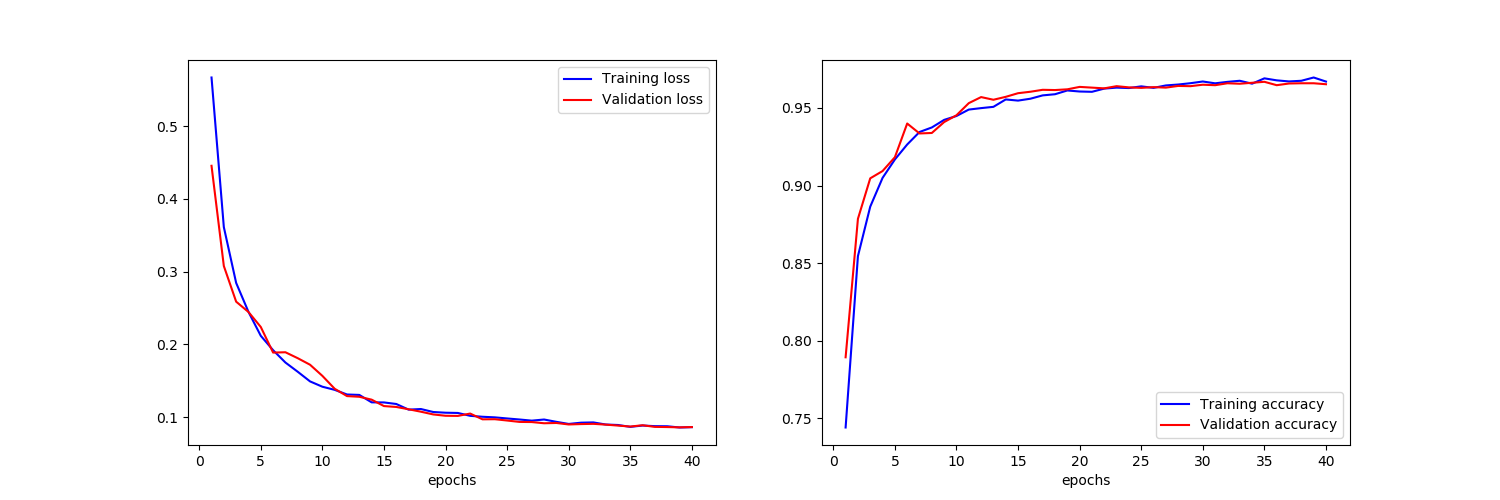 Training loss
Validation loss
0.5
0.4
0.3
0.2
0.1
0 5 10 15 20 25 30 35 40
epochs
0.95
0.90
0.85
0.80
0.75
Training accuracy
Validation accuracy
0 5 10 15 20 25 30 35 40
epochs